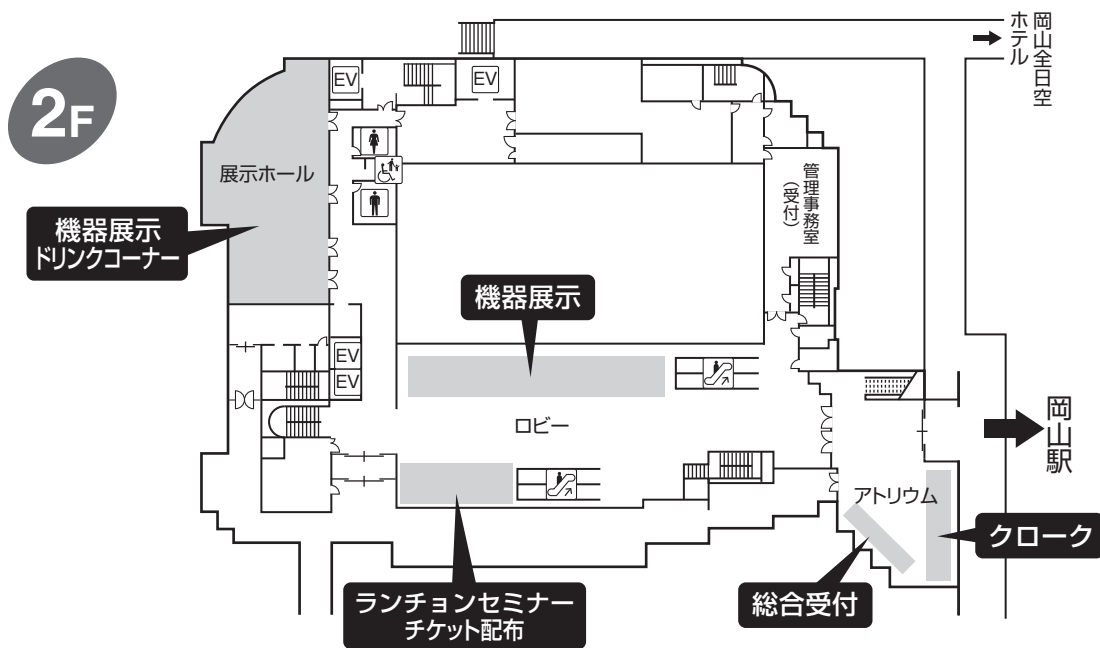 2F
岡山全日空
ホテル
EV
EV
展示ホール
管理事務室
(受付)
機器展示
ドリンクコーナー
機器展示
EV
EV
ロビー
岡山駅
アトリウム
クローク
ランチョンセミナー
チケット配布
総合受付